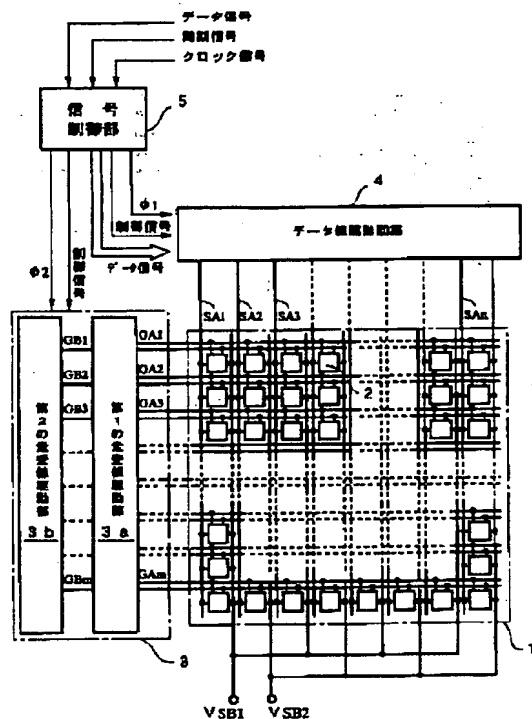 データ信号
制御信号
クロック信号
信号
制御部
5
φ1
制御信号
データ信号
φ2
制御信号
4
データ線駆動回路
SA1 SA2 SA3 SAn
GB1 GA1
GB2 GA2
GB3 GA3
2
第2の走査線駆動回路
3b
第1の走査線駆動回路
3a
GBm GAm
3
1
VSB1 VSB2